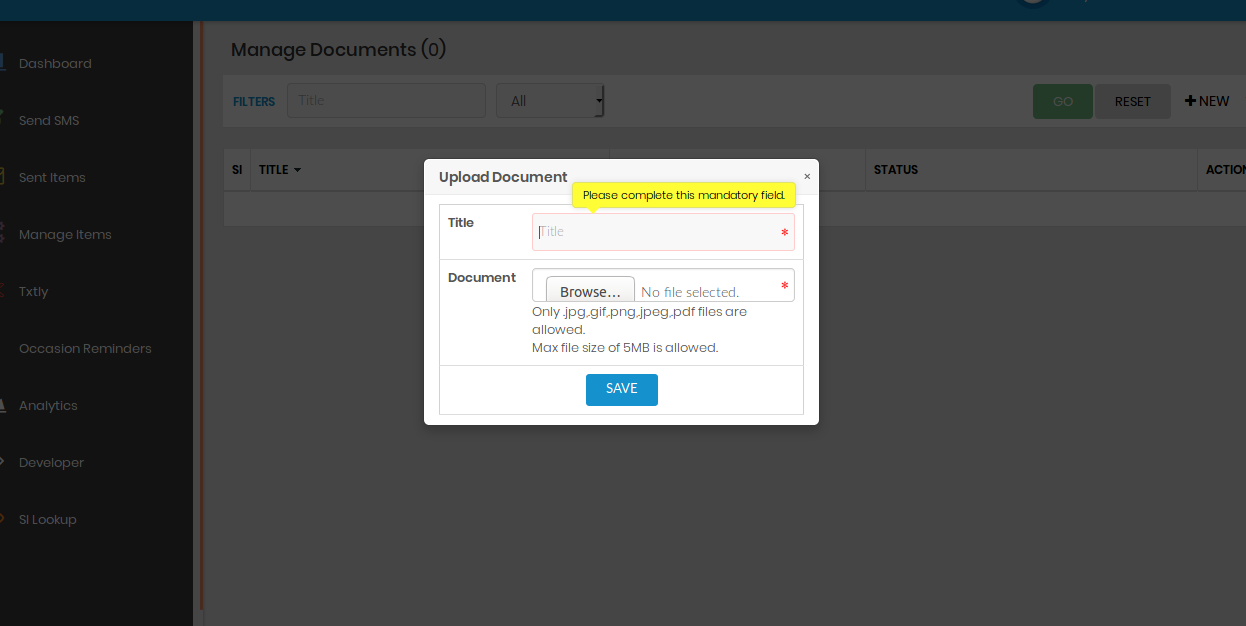 Manage Documents (0)
Dashboard
Send SMS
Sent Items
Manage Items
Txtly
Occasion Reminders
Analytics
Developer
SI Lookup
FILTERS Title All GO RESET +NEW
SI TITLE STATUS
Upload Document ×
Please complete this mandatory field.
Title Title *
Document Browse... No file selected. *
Only .jpg,.gif,.png,.jpeg,.pdf files are
allowed.
Max file size of 5MB is allowed.
SAVE